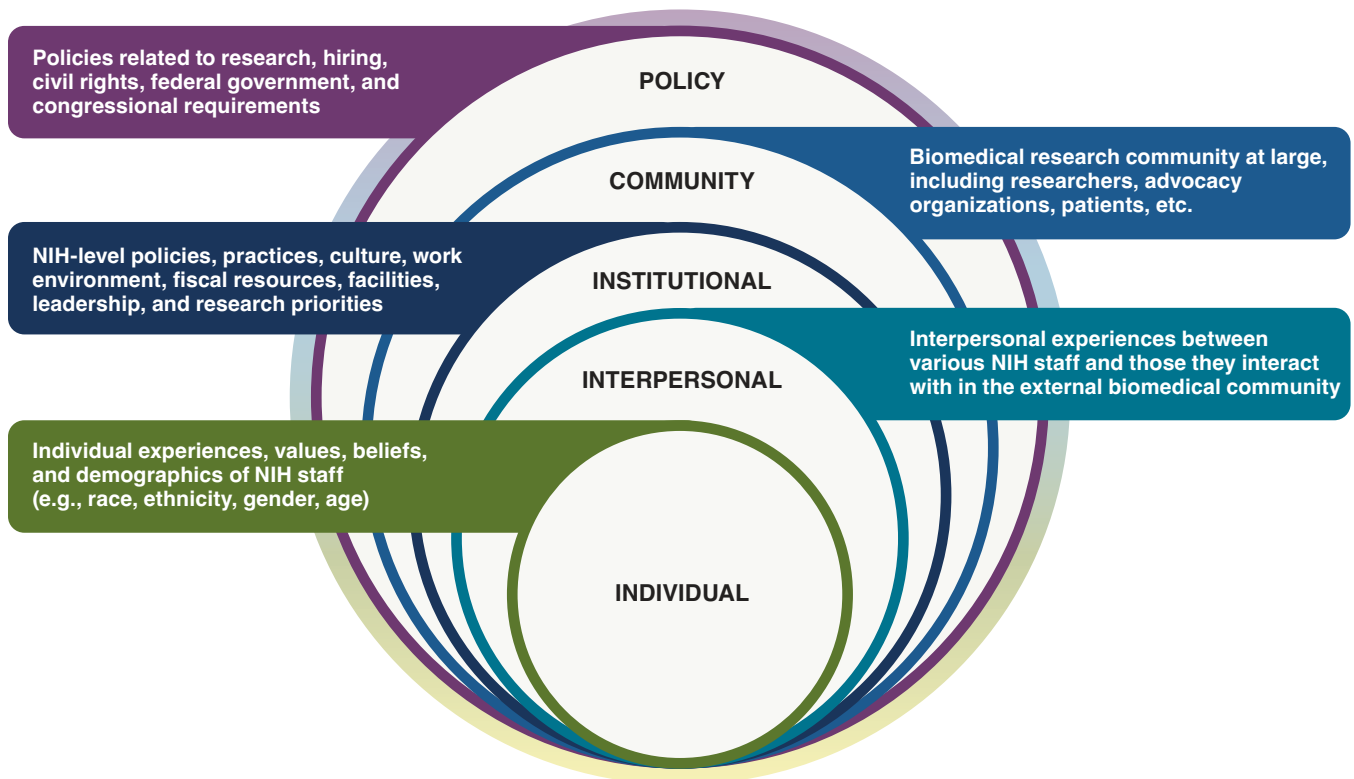 Policies related to research, hiring,
civil rights, federal government, and
congressional requirements
POLICY
Biomedical research community at large,
including researchers, advocacy
organizations, patients, etc.
COMMUNITY
NIH-level policies, practices, culture, work
environment, fiscal resources, facilities,
leadership, and research priorities
INSTITUTIONAL
Interpersonal experiences between
various NIH staff and those they interact
with in the external biomedical community
INTERPERSONAL
Individual experiences, values, beliefs,
and demographics of NIH staff
(e.g., race, ethnicity, gender, age)
INDIVIDUAL